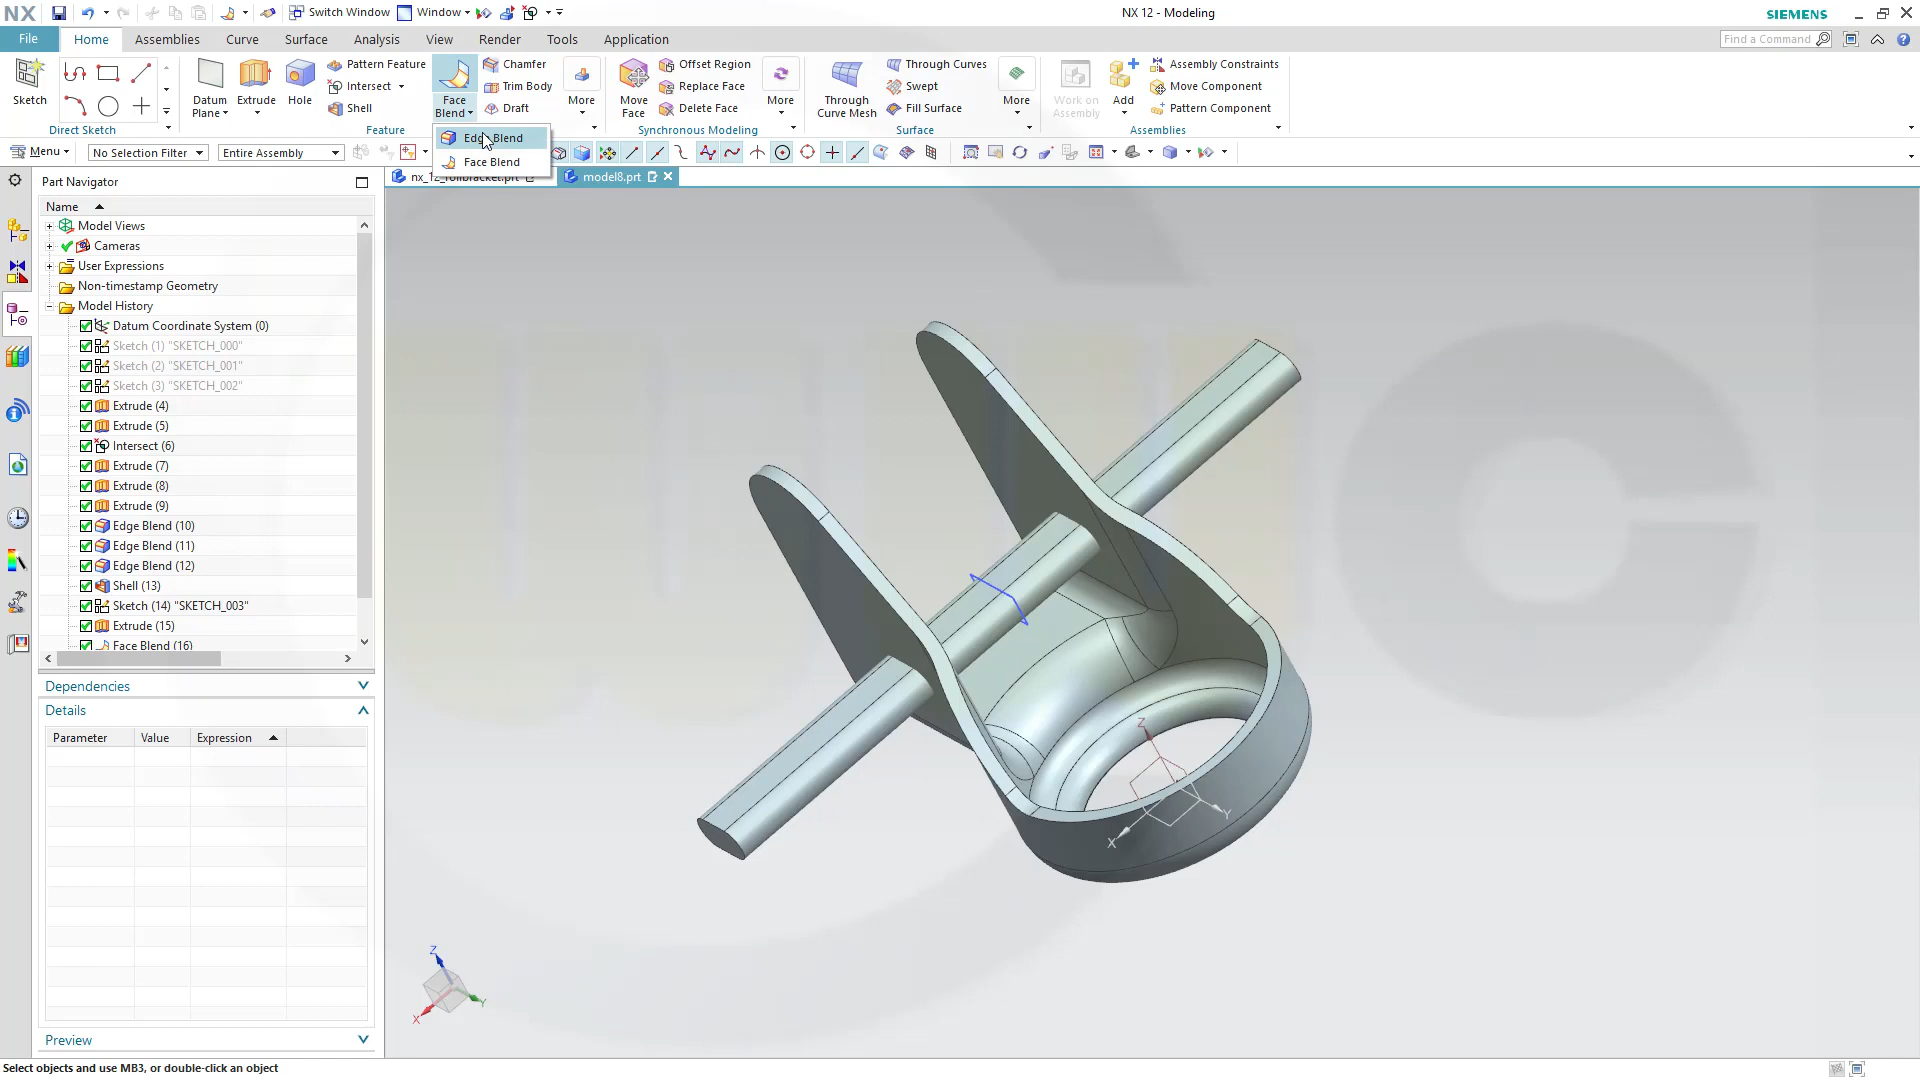 NX
Switch Window
Window
NX 12 - Modeling
SIEMENS
File
Home
Assemblies
Curve
Surface
Analysis
View
Render
Tools
Application
Find a Command
Sketch
Direct Sketch
Datum
Plane
Extrude
Hole
Pattern Feature
Intersect
Shell
Face
Blend
Chamfer
Trim Body
Draft
More
Feature
Edge Blend
Face Blend
Move
Face
Offset Region
Replace Face
Delete Face
More
Synchronous Modeling
Through
Curve Mesh
Through Curves
Swept
Fill Surface
More
Surface
Work on
Assembly
Add
Assembly Constraints
Move Component
Pattern Component
Assemblies
Menu
No Selection Filter
Entire Assembly
nx_12_rollbracket.prt
model8.prt
Part Navigator
Name
Model Views
Cameras
User Expressions
Non-timestamp Geometry
Model History
Datum Coordinate System (0)
Sketch (1) "SKETCH_000"
Sketch (2) "SKETCH_001"
Sketch (3) "SKETCH_002"
Extrude (4)
Extrude (5)
Intersect (6)
Extrude (7)
Extrude (8)
Extrude (9)
Edge Blend (10)
Edge Blend (11)
Edge Blend (12)
Shell (13)
Sketch (14) "SKETCH_003"
Extrude (15)
Face Blend (16)
Dependencies
Details
Parameter
Value
Expression
Preview
Z
Y
X
Z
Y
X
Select objects and use MB3, or double-click an object